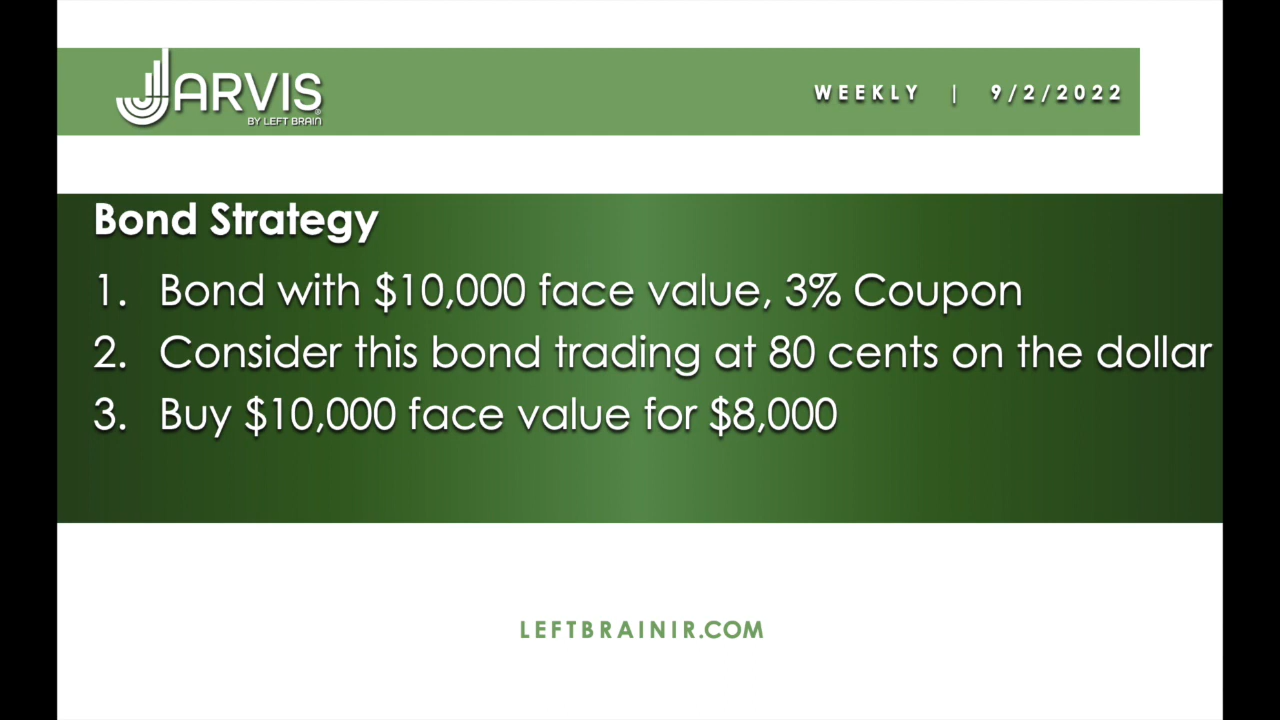 JARVIS
BY LEFT BRAIN
WEEKLY | 9/2/2022
Bond Strategy
1. Bond with $10,000 face value, 3% Coupon
2. Consider this bond trading at 80 cents on the dollar
3. Buy $10,000 face value for $8,000
LEFTBRAINIR.COM